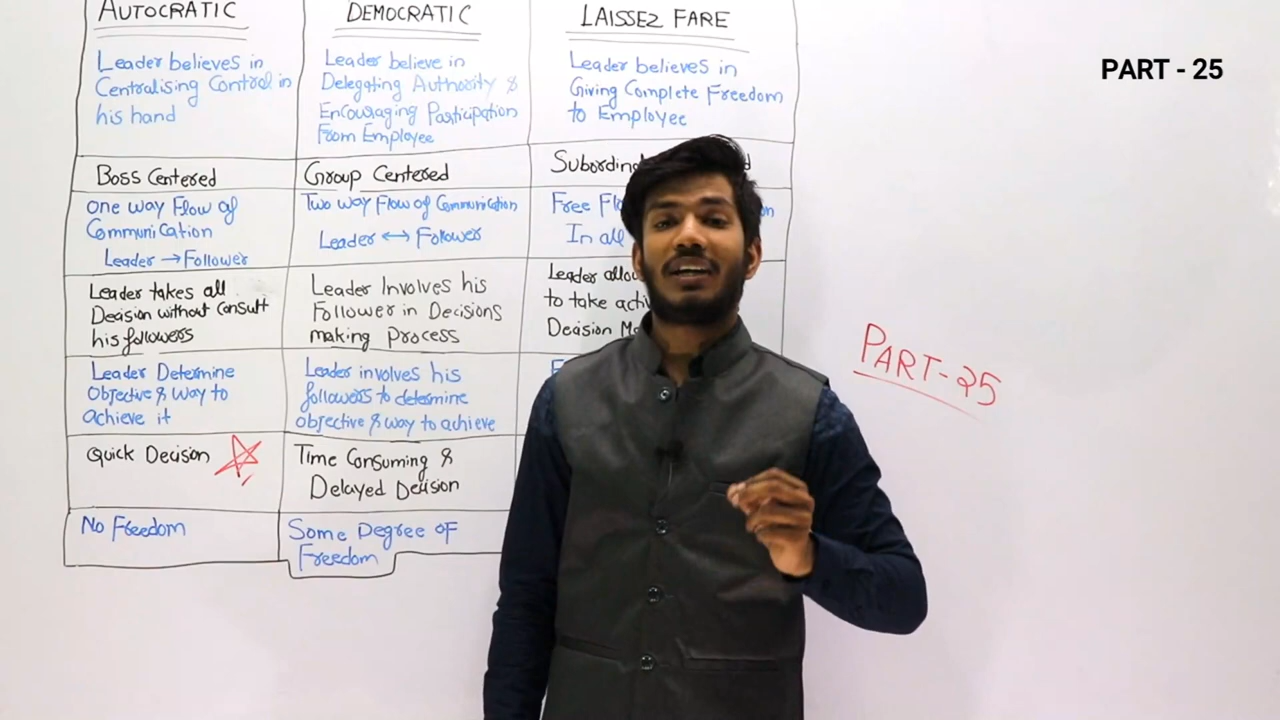 AUTOCRATIC
DEMOCRATIC
LAISSEZ FARE
Leader believes in
Centralising Control in
his hand
Leader believe in
Delegating Authority &
Encouraging Participation
From Employee
Leader believes in
Giving Complete Freedom
to Employee
Boss Centered
Group Centered
One way Flow of
Communication
Leader → Follower
Two way Flow of Communication
Leader ↔ Follower
Free
In all
Leader takes all
Decision without Consult
his followers
Leader Involves his
Follower in Decisions
making Process
Leader
to take
Decision
Leader Determine
Objective & Way to
achieve it
Leader involves his
followers to determine
objective & way to achieve
Quick Decision
Time Consuming &
Delayed Decision
No Freedom
Some Degree of
Freedom
PART - 25
PART-25